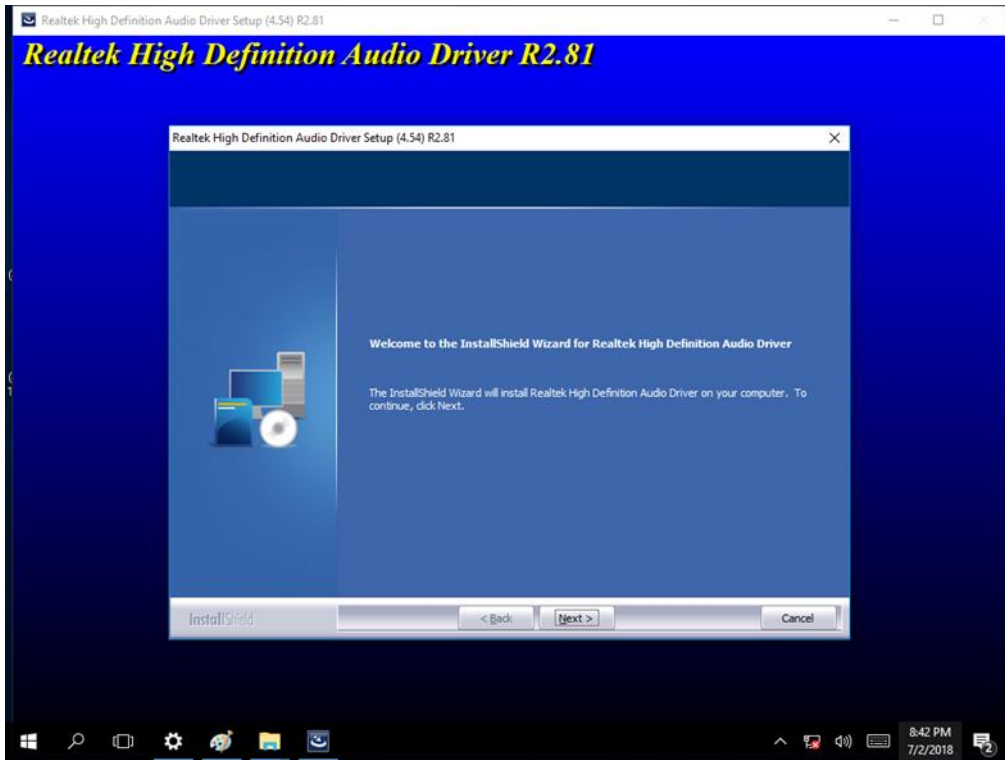 Realtek High Definition Audio Driver Setup (4.54) R2.81
Realtek High Definition Audio Driver R2.81
Realtek High Definition Audio Driver Setup (4.54) R2.81
Welcome to the InstallShield Wizard for Realtek High Definition Audio Driver
The InstallShield Wizard will install Realtek High Definition Audio Driver on your computer. To
continue, click Next.
InstallShield
< Back
Next >
Cancel
8:42 PM
7/2/2018
2